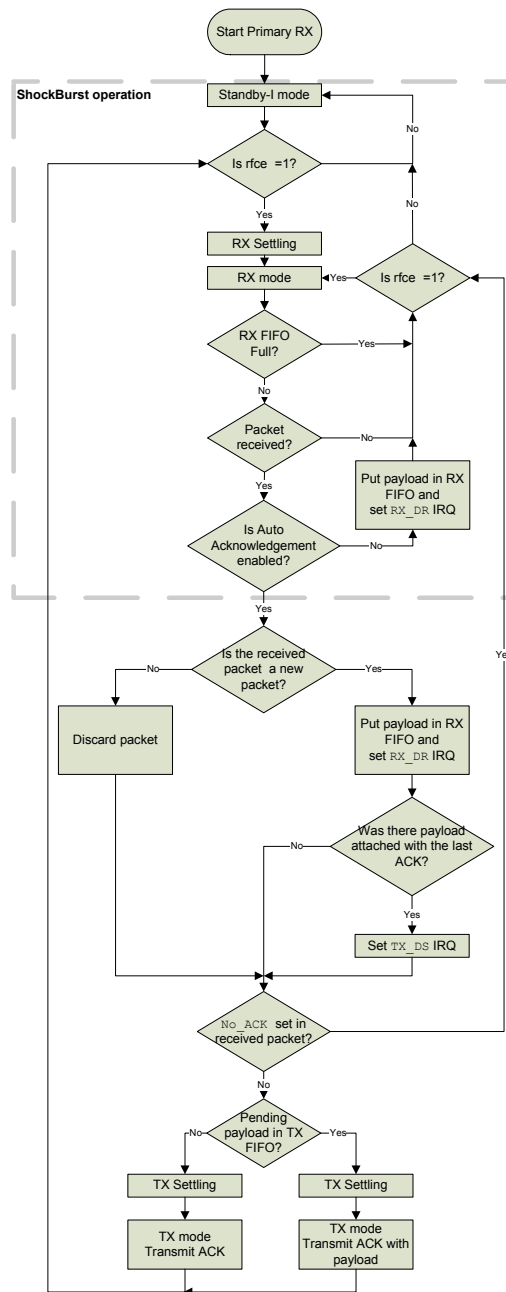 Start Primary RX
ShockBurst operation
Standby-I mode
No
Is rfce =1?
No
Yes
RX Settling
RX mode
Yes
Is rfce =1?
RX FIFO
Full?
Yes
No
Packet
received?
No
Put payload in RX
FIFO and
set RX_DR IRQ
Yes
Is Auto
Acknowledgement
enabled?
No
Yes
Is the received
packet a new
packet?
No
Yes
Ye
Discard packet
Put payload in RX
FIFO and
set RX_DR IRQ
Was there payload
attached with the last
ACK?
No
Yes
Set TX_DS IRQ
No_ACK set in
received packet?
No
Pending
payload in TX
FIFO?
No
Yes
TX Settling
TX Settling
TX mode
Transmit ACK
TX mode
Transmit ACK with
payload